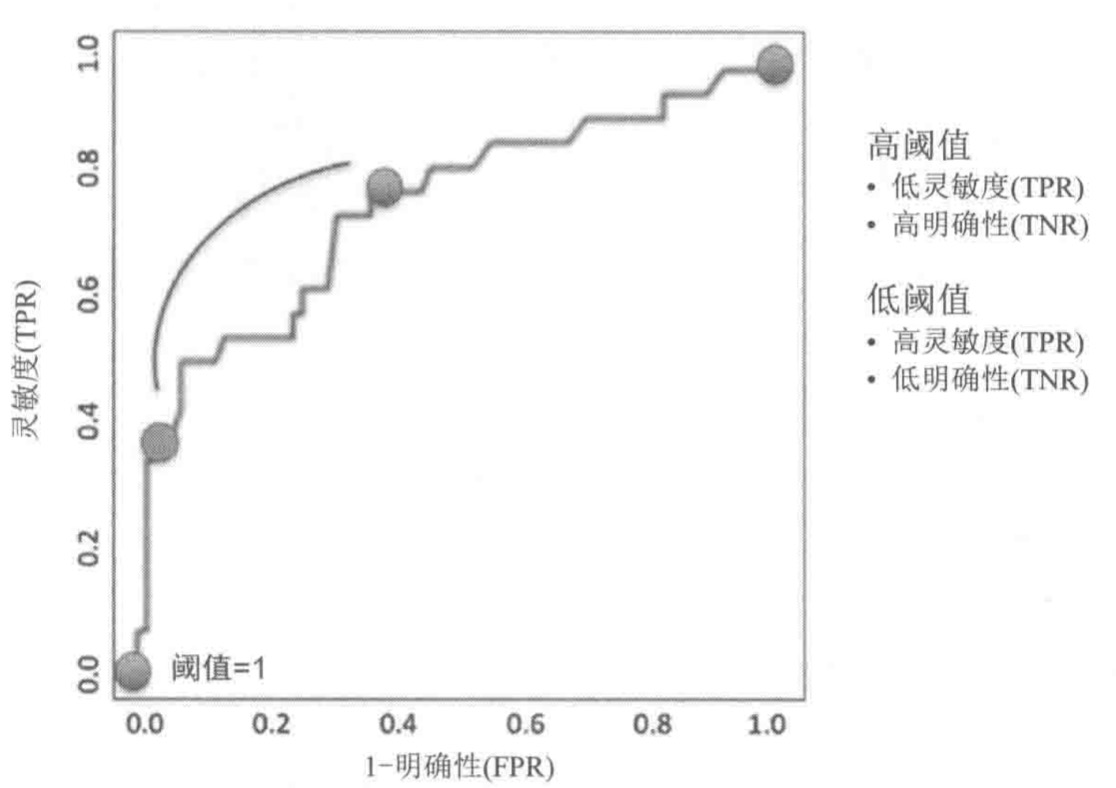 1.0
0.8
0.6
0.4
0.2
0.0
灵敏度(TPR)
阈值=1
0.0 0.2 0.4 0.6 0.8 1.0
1-明确性(FPR)
高阈值
• 低灵敏度(TPR)
• 高明确性(TNR)
低阈值
• 高灵敏度(TPR)
• 低明确性(TNR)